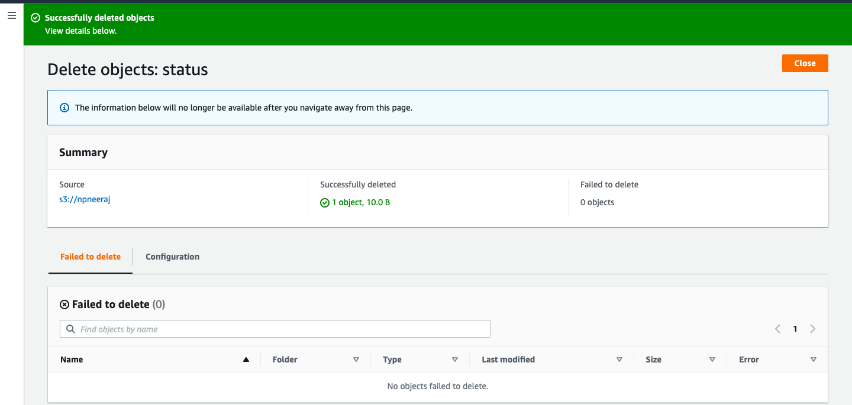 Successfully deleted objects
View details below.
Delete objects: status
Close
The information below will no longer be available after you navigate away from this page.
Summary
Source
s3://npneeraj
Successfully deleted
1 object, 10.0 B
Failed to delete
0 objects
Failed to delete
Configuration
Failed to delete (0)
Find objects by name
1
Name
Folder
Type
Last modified
Size
Error
No objects failed to delete.